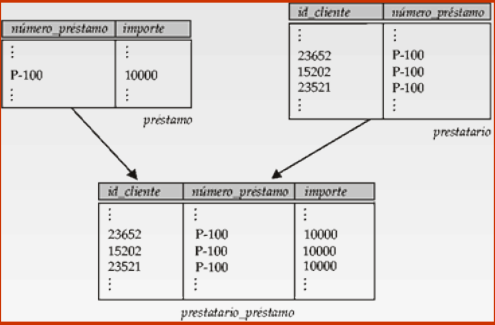 número_préstamo importe
⋮ ⋮
P-100 10000
⋮ ⋮
préstamo
id_cliente número_préstamo
⋮ ⋮
23652 P-100
15202 P-100
23521 P-100
⋮ ⋮
prestatario
id_cliente número_préstamo importe
⋮ ⋮ ⋮
23652 P-100 10000
15202 P-100 10000
23521 P-100 10000
⋮ ⋮ ⋮
prestatario_préstamo